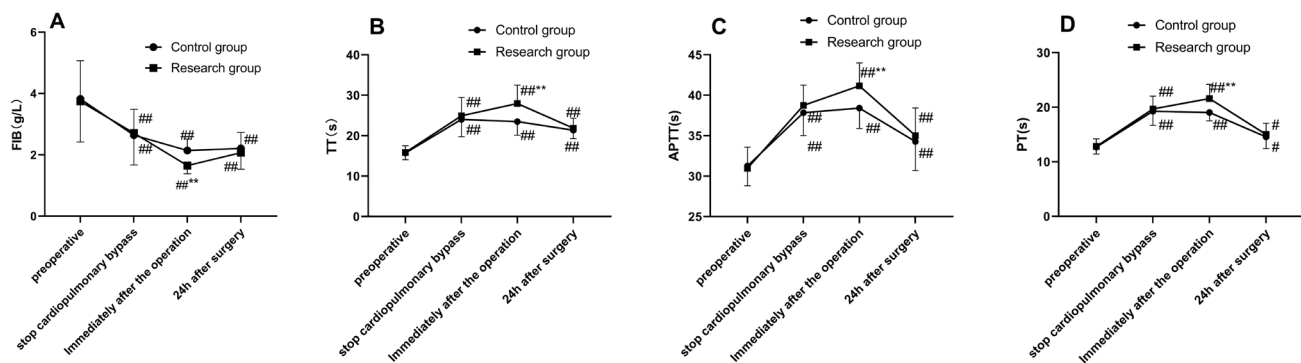 A
Control group
Research group
FIB（g/L）
6
4
2
0
##
##
##
##
##**
##
preoperative
stop cardiopulmonary bypass
Immediately after the operation
24h after surgery
B
Control group
Research group
TT（s）
40
30
20
10
0
##
##**
##
##
##
##
preoperative
stop cardiopulmonary bypass
Immediately after the operation
24h after surgery
C
Control group
Research group
APTT(s)
45
40
35
30
25
##**
##
##
##
##
##
preoperative
stop cardiopulmonary bypass
Immediately after the operation
24h after surgery
D
Control group
Research group
PT(s)
30
20
10
0
##
##**
##
##
#
#
preoperative
stop cardiopulmonary bypass
Immediately after the operation
24h after surgery